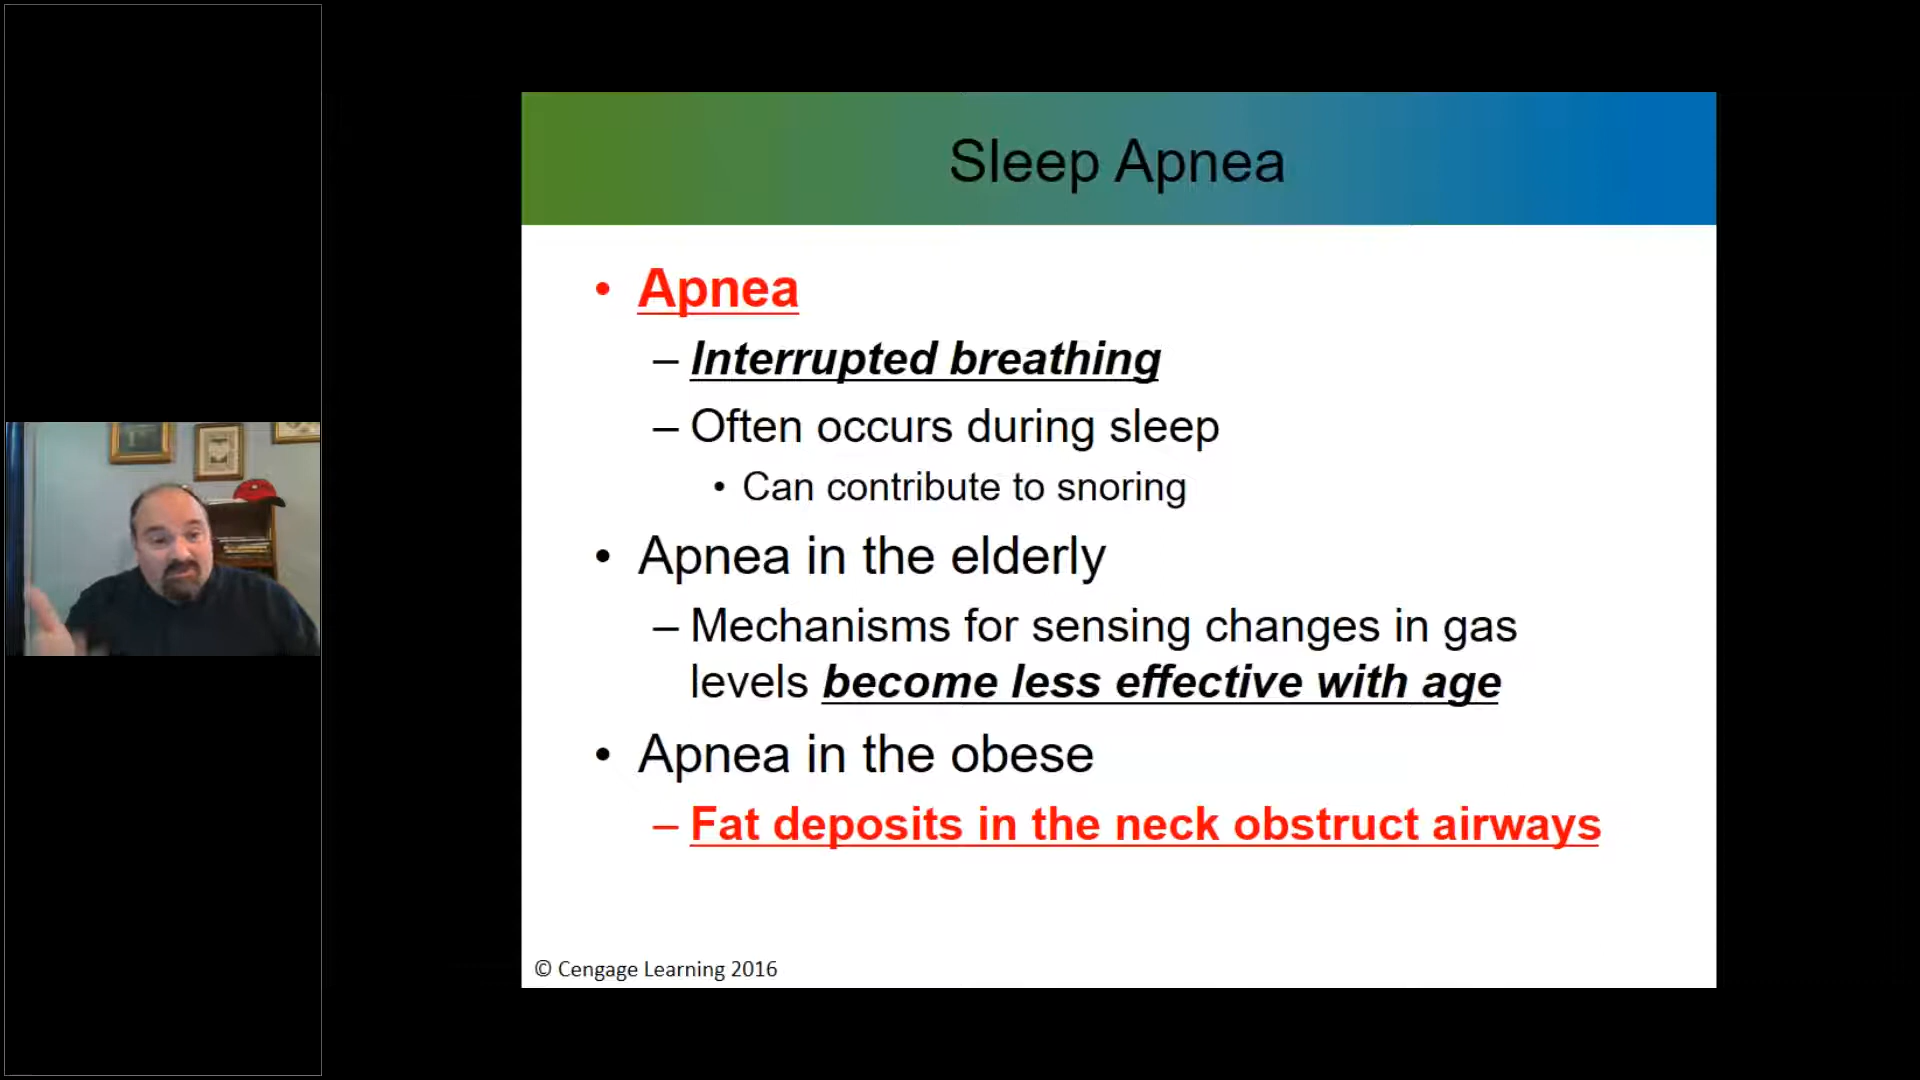 Sleep Apnea
• Apnea
– Interrupted breathing
– Often occurs during sleep
• Can contribute to snoring
• Apnea in the elderly
– Mechanisms for sensing changes in gas
levels become less effective with age
• Apnea in the obese
– Fat deposits in the neck obstruct airways
© Cengage Learning 2016